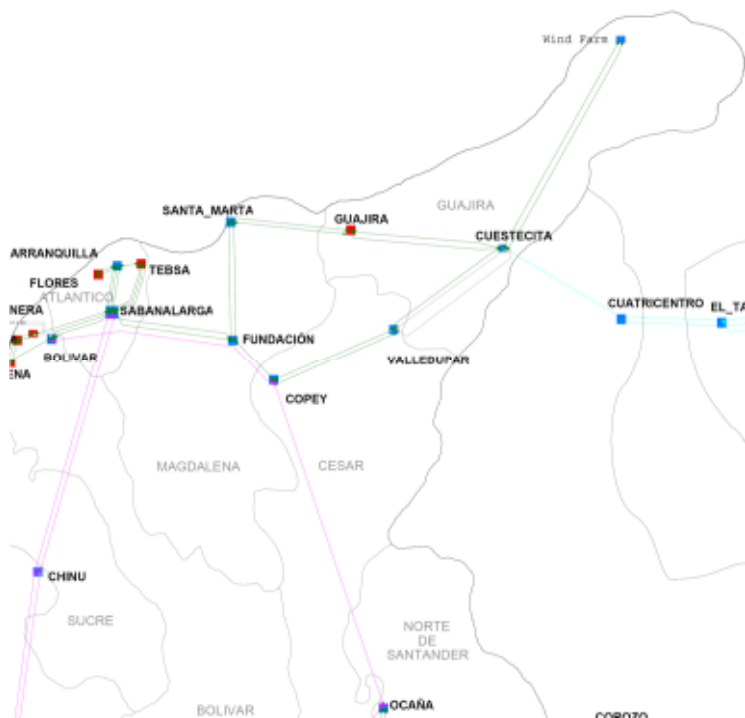 Wind Farm
SANTA_MARTA
GUAJIRA
GUAJIRA
CUESTECITA
ARRANQUILLA
TEBSA
FLORES
ATLANTICO
NERA
SABANALARGA
CUATRICENTRO
EL_TA
BOLIVAR
FUNDACIÓN
VALLEDUPAR
ENA
COPEY
MAGDALENA
CESAR
CHINU
SUCRE
NORTE
DE
SANTANDER
BOLIVAR
OCAÑA
COROZO